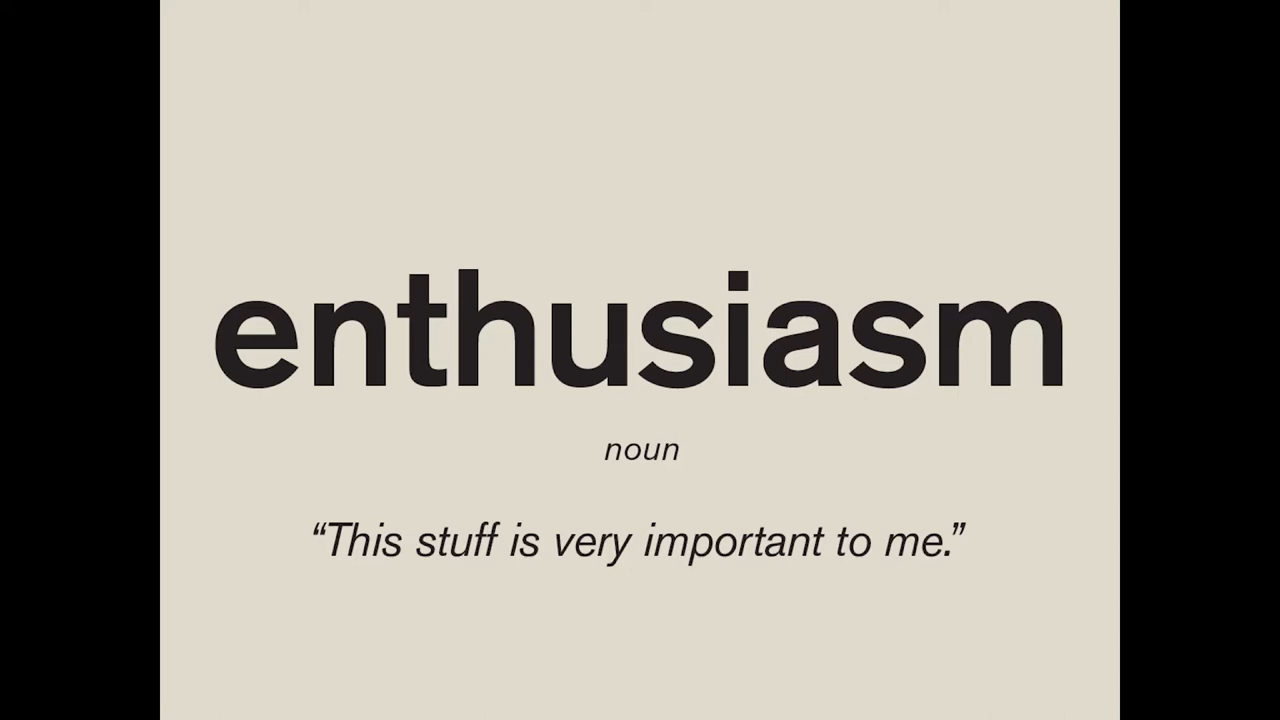 enthusiasm
noun
“This stuff is very important to me.”